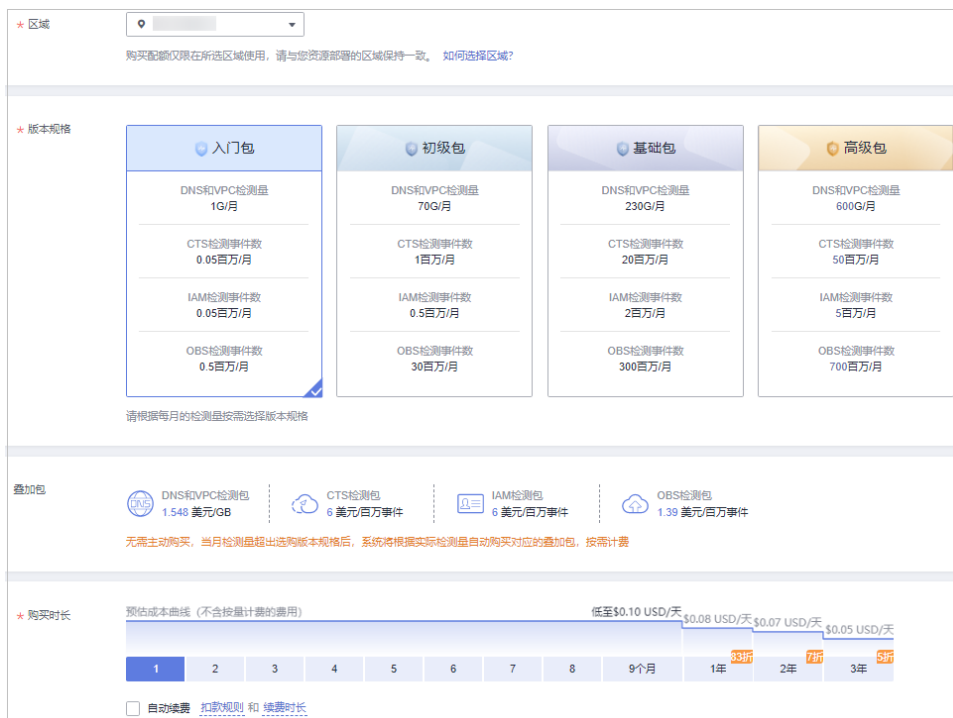 * 区域
购买配额仅限在所选区域使用，请与您资源部署的区域保持一致。 如何选择区域?
* 版本规格
入门包
DNS和VPC检测量
1G/月
CTS检测事件数
0.05百万/月
IAM检测事件数
0.05百万/月
OBS检测事件数
0.5百万/月
初级包
DNS和VPC检测量
70G/月
CTS检测事件数
1百万/月
IAM检测事件数
0.5百万/月
OBS检测事件数
30百万/月
基础包
DNS和VPC检测量
230G/月
CTS检测事件数
20百万/月
IAM检测事件数
2百万/月
OBS检测事件数
300百万/月
高级包
DNS和VPC检测量
600G/月
CTS检测事件数
50百万/月
IAM检测事件数
5百万/月
OBS检测事件数
700百万/月
请根据每月的检测量按需选择版本规格
叠加包
DNS
DNS和VPC检测包
1.548 美元/GB
CTS检测包
6 美元/百万事件
IAM检测包
6 美元/百万事件
OBS检测包
1.39 美元/百万事件
无需主动购买，当月检测量超出选购版本规格后，系统将根据实际检测量自动购买对应的叠加包，按需计费
* 购买时长
预估成本曲线（不含按量计费的费用）
低至$0.10 USD/天
$0.08 USD/天
$0.07 USD/天
$0.05 USD/天
83折
7折
5折
1 2 3 4 5 6 7 8 9个月 1年 2年 3年
自动续费 扣款规则 和 续费时长